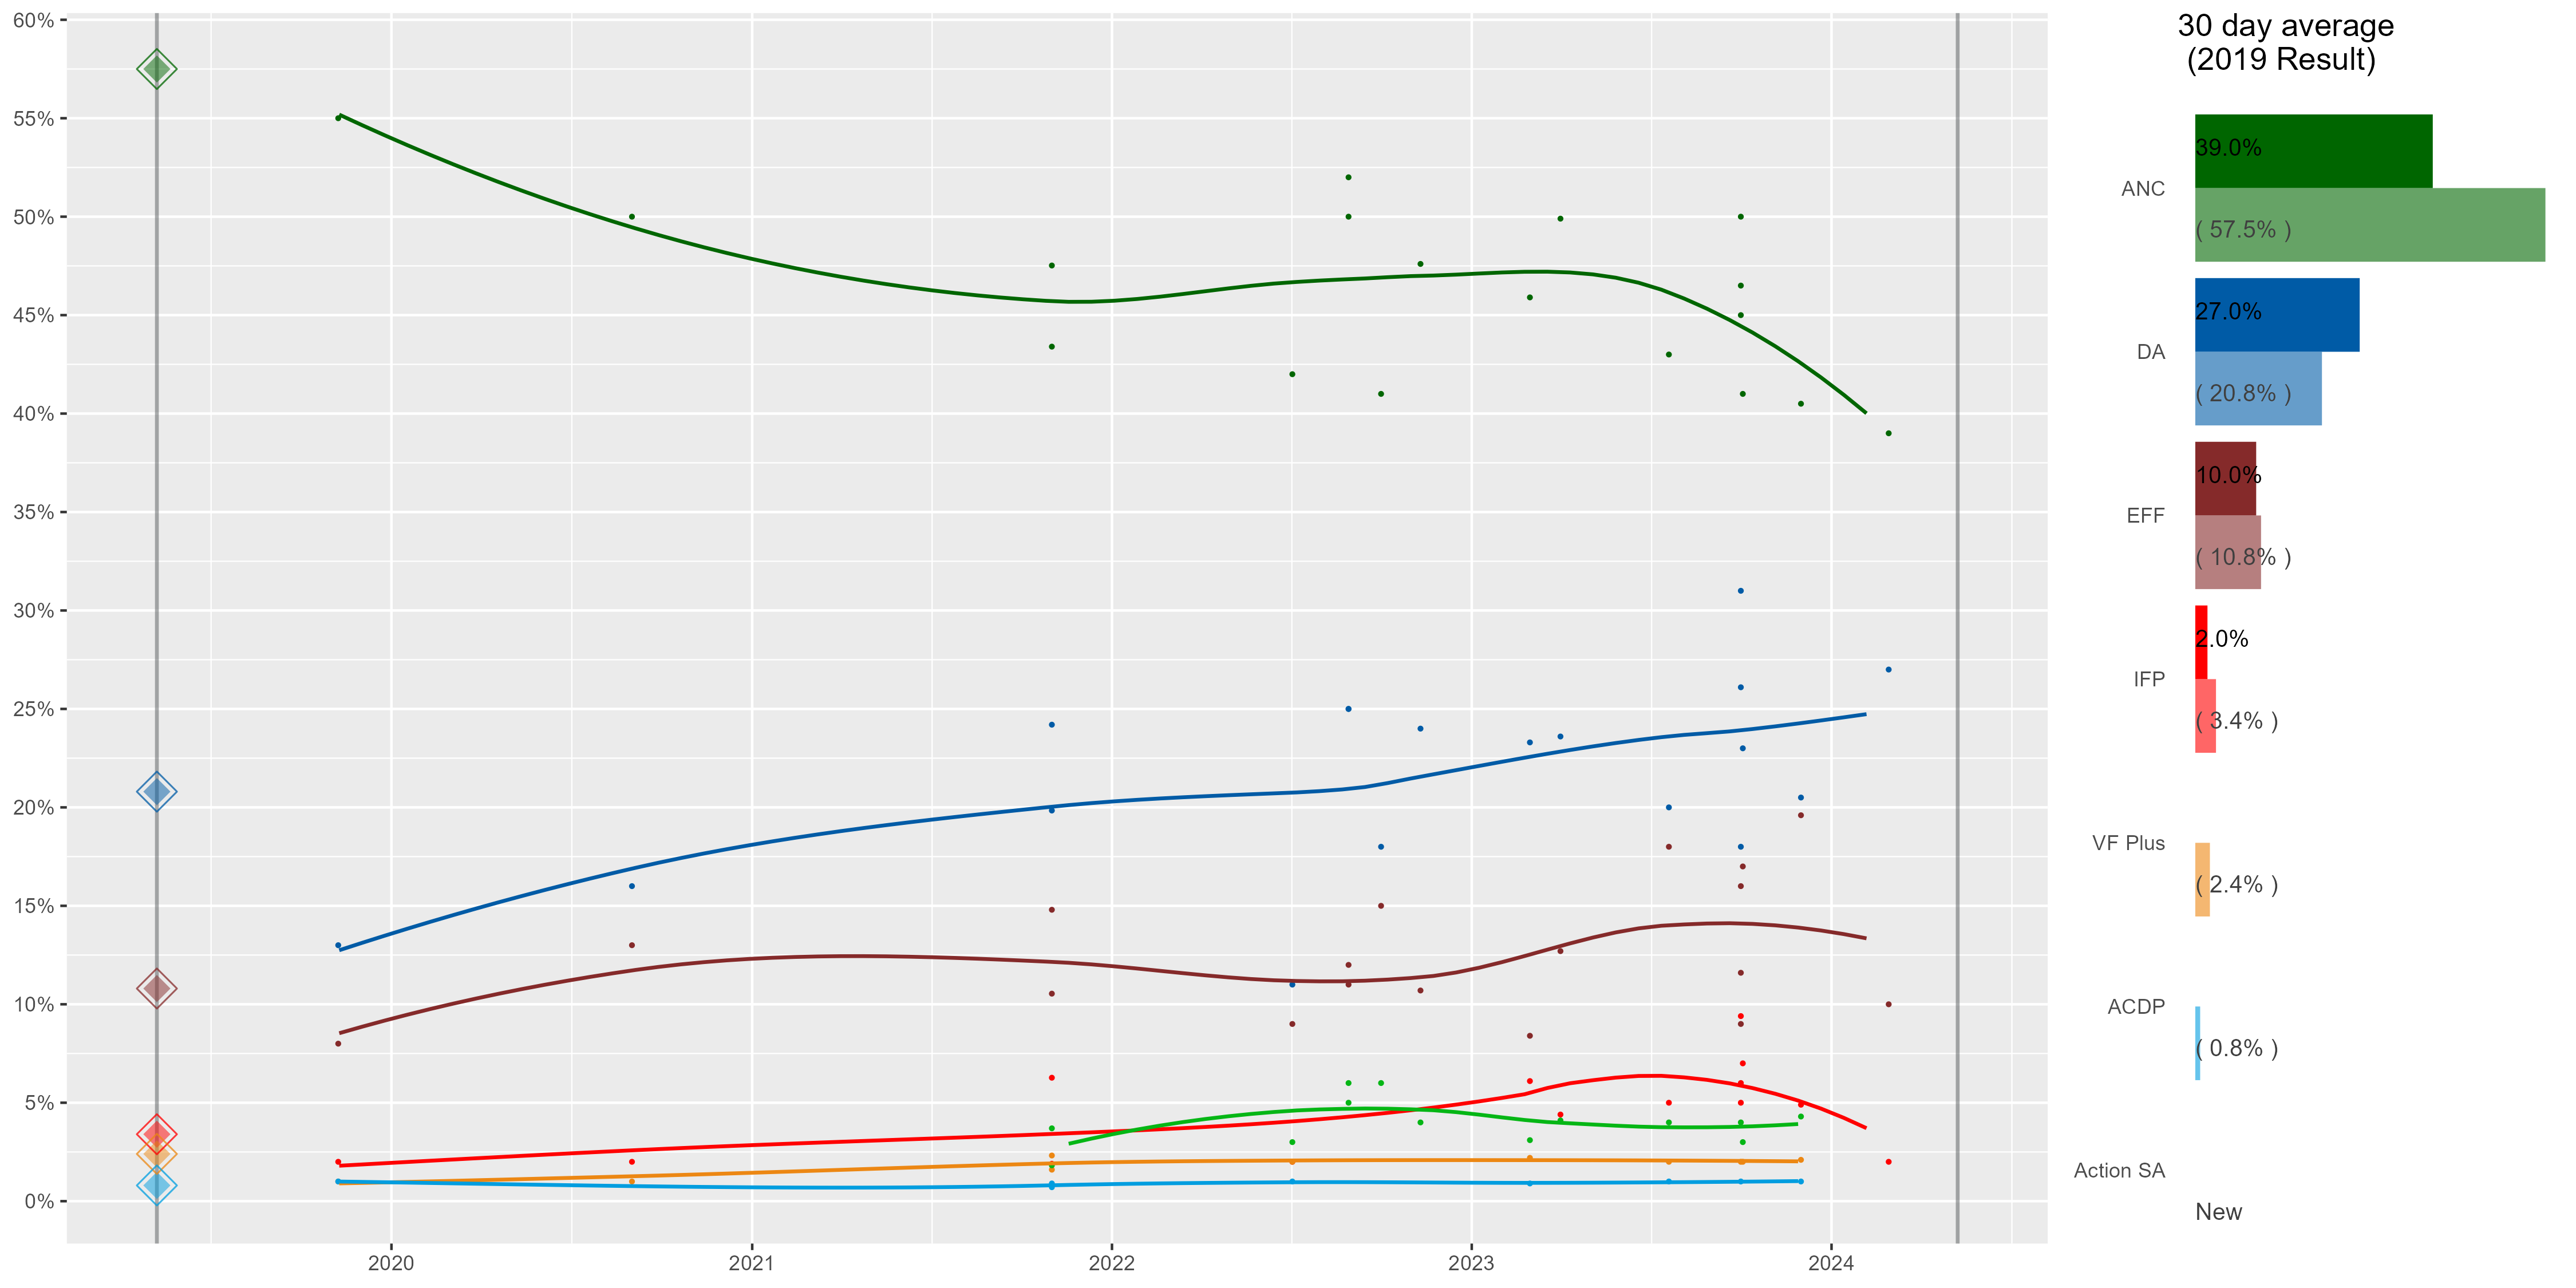 60%
55%
50%
45%
40%
35%
30%
25%
20%
15%
10%
5%
0%
2020
2021
2022
2023
2024
30 day average
(2019 Result)
ANC
39.0%
( 57.5% )
DA
27.0%
( 20.8% )
EFF
10.0%
( 10.8% )
IFP
2.0%
( 3.4% )
VF Plus
( 2.4% )
ACDP
( 0.8% )
Action SA
New